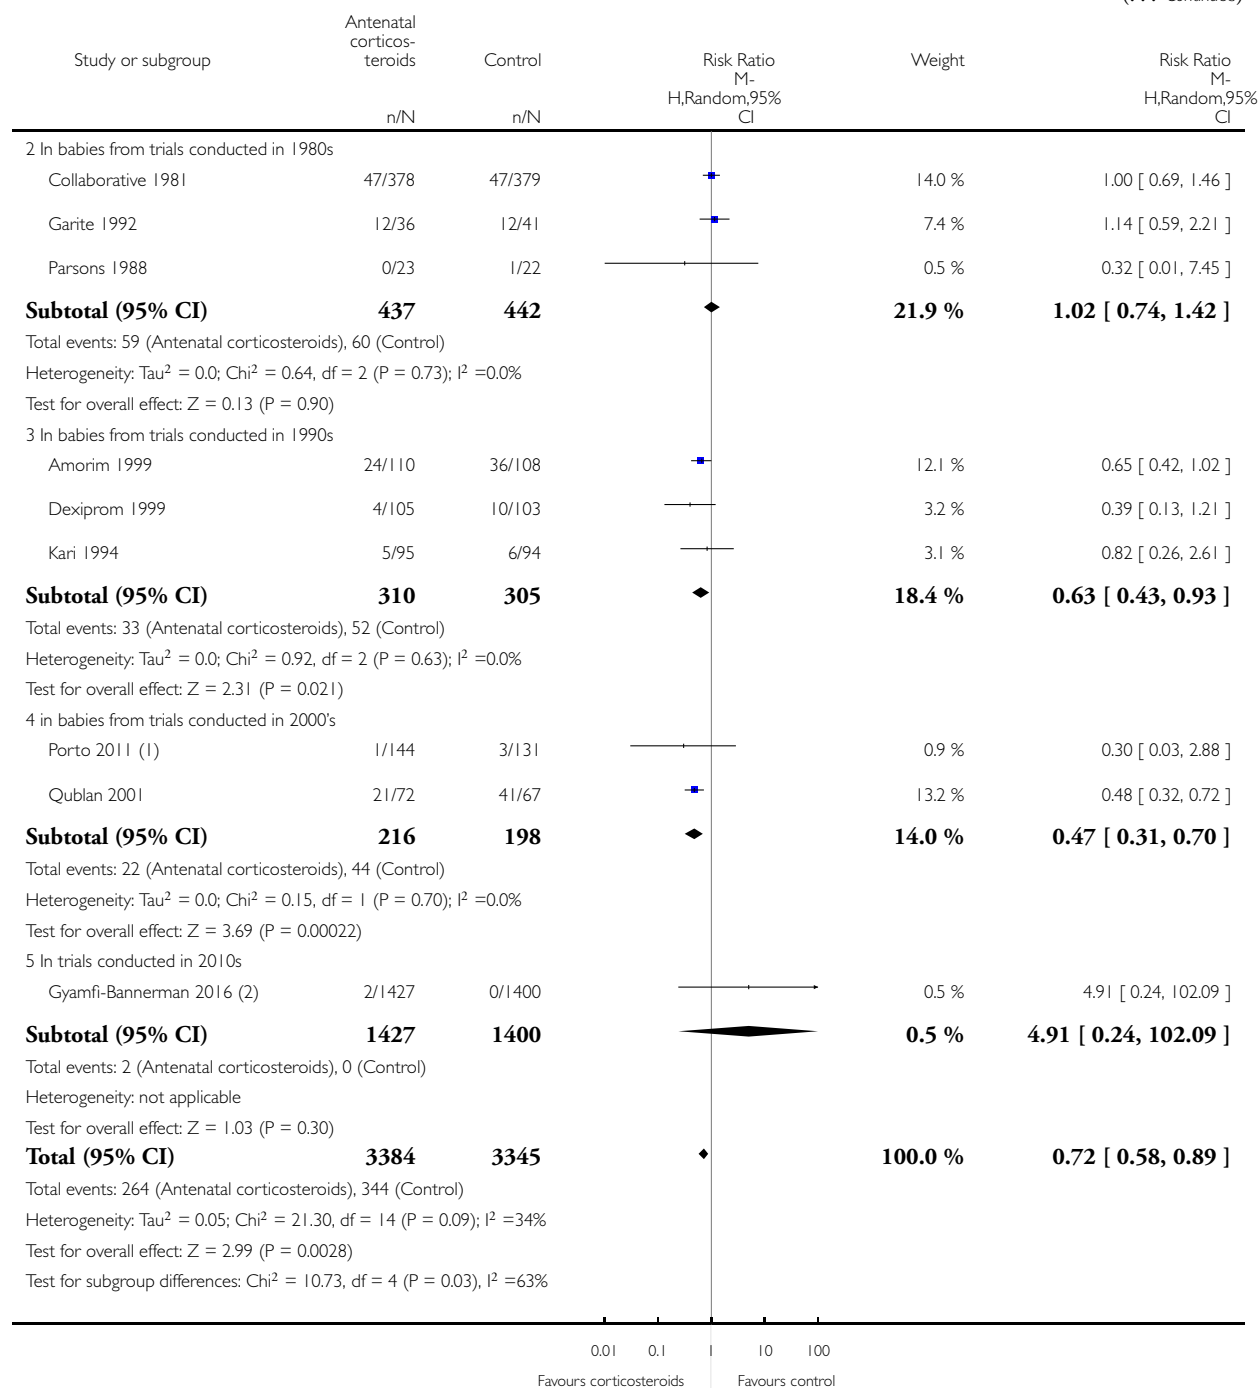 (... Continued)
Antenatal
corticos-
Study or subgroup teroids Control Risk Ratio Weight Risk Ratio
M- M-
H,Random,95% H,Random,95%
n/N n/N CI CI
2 In babies from trials conducted in 1980s
Collaborative 1981 47/378 47/379 14.0 % 1.00 [ 0.69, 1.46 ]
Garite 1992 12/36 12/41 7.4 % 1.14 [ 0.59, 2.21 ]
Parsons 1988 0/23 1/22 0.5 % 0.32 [ 0.01, 7.45 ]
Subtotal (95% CI) 437 442 21.9 % 1.02 [ 0.74, 1.42 ]
Total events: 59 (Antenatal corticosteroids), 60 (Control)
Heterogeneity: Tau² = 0.0; Chi² = 0.64, df = 2 (P = 0.73); I² =0.0%
Test for overall effect: Z = 0.13 (P = 0.90)
3 In babies from trials conducted in 1990s
Amorim 1999 24/110 36/108 12.1 % 0.65 [ 0.42, 1.02 ]
Dexiprom 1999 4/105 10/103 3.2 % 0.39 [ 0.13, 1.21 ]
Kari 1994 5/95 6/94 3.1 % 0.82 [ 0.26, 2.61 ]
Subtotal (95% CI) 310 305 18.4 % 0.63 [ 0.43, 0.93 ]
Total events: 33 (Antenatal corticosteroids), 52 (Control)
Heterogeneity: Tau² = 0.0; Chi² = 0.92, df = 2 (P = 0.63); I² =0.0%
Test for overall effect: Z = 2.31 (P = 0.021)
4 in babies from trials conducted in 2000's
Porto 2011 (1) 1/144 3/131 0.9 % 0.30 [ 0.03, 2.88 ]
Qublan 2001 21/72 41/67 13.2 % 0.48 [ 0.32, 0.72 ]
Subtotal (95% CI) 216 198 14.0 % 0.47 [ 0.31, 0.70 ]
Total events: 22 (Antenatal corticosteroids), 44 (Control)
Heterogeneity: Tau² = 0.0; Chi² = 0.15, df = 1 (P = 0.70); I² =0.0%
Test for overall effect: Z = 3.69 (P = 0.00022)
5 In trials conducted in 2010s
Gyamfi-Bannerman 2016 (2) 2/1427 0/1400 0.5 % 4.91 [ 0.24, 102.09 ]
Subtotal (95% CI) 1427 1400 0.5 % 4.91 [ 0.24, 102.09 ]
Total events: 2 (Antenatal corticosteroids), 0 (Control)
Heterogeneity: not applicable
Test for overall effect: Z = 1.03 (P = 0.30)
Total (95% CI) 3384 3345 100.0 % 0.72 [ 0.58, 0.89 ]
Total events: 264 (Antenatal corticosteroids), 344 (Control)
Heterogeneity: Tau² = 0.05; Chi² = 21.30, df = 14 (P = 0.09); I² =34%
Test for overall effect: Z = 2.99 (P = 0.0028)
Test for subgroup differences: Chi² = 10.73, df = 4 (P = 0.03), I² =63%
0.01 0.1 1 10 100
Favours corticosteroids Favours control